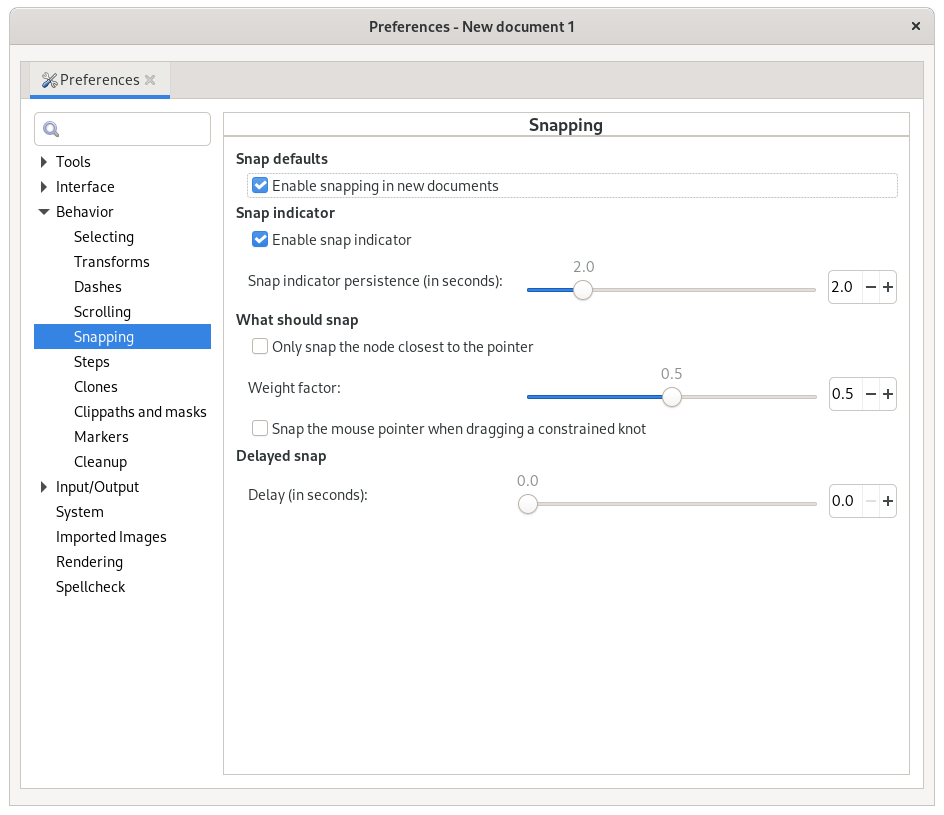 Preferences - New document 1
Preferences
Snapping
Tools
Interface
Behavior
Selecting
Transforms
Dashes
Scrolling
Snapping
Steps
Clones
Clippaths and masks
Markers
Cleanup
Input/Output
System
Imported Images
Rendering
Spellcheck
Snap defaults
Enable snapping in new documents
Snap indicator
Enable snap indicator
2.0
Snap indicator persistence (in seconds):
2.0
What should snap
Only snap the node closest to the pointer
0.5
Weight factor:
0.5
Snap the mouse pointer when dragging a constrained knot
Delayed snap
0.0
Delay (in seconds):
0.0